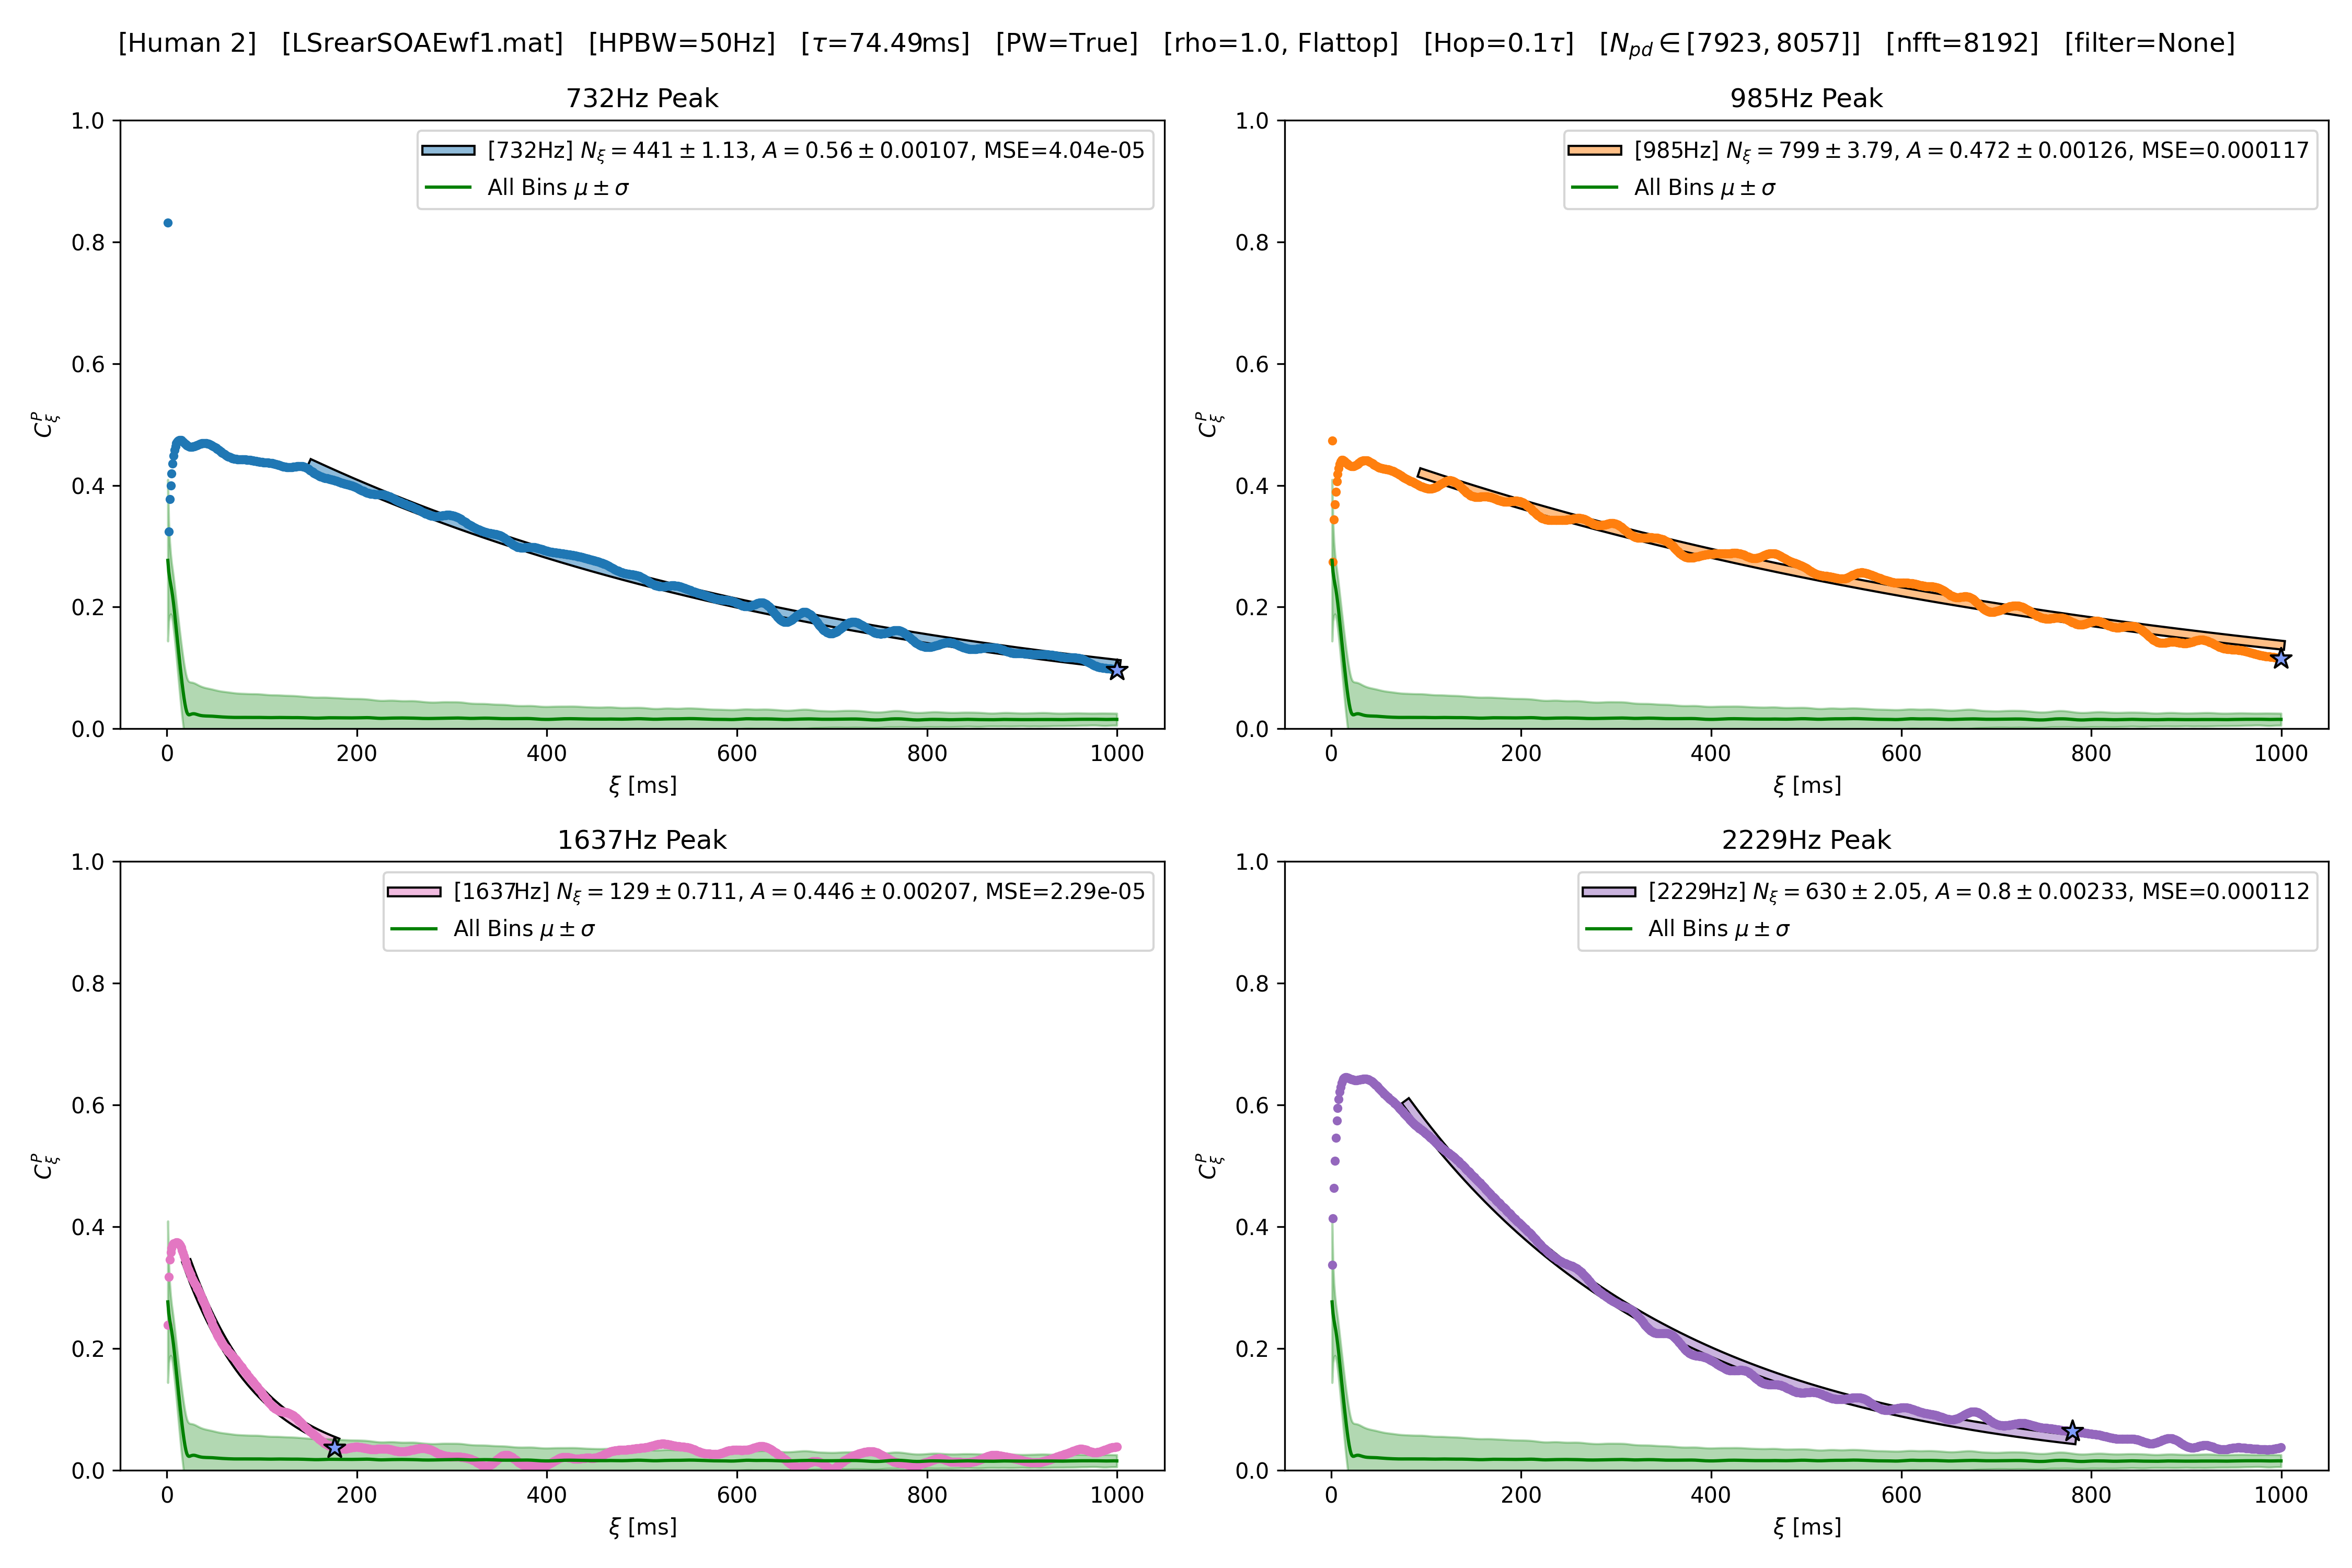 [Human 2] [LSrearSOAEwf1.mat] [HPBW=50Hz] [τ=74.49ms] [PW=True] [rho=1.0, Flattop] [Hop=0.1τ] [N_pd ∈ [7923, 8057]] [nfft=8192] [filter=None]
732Hz Peak
[732Hz] N_ξ = 441 ± 1.13, A = 0.56 ± 0.00107, MSE=4.04e-05
All Bins μ ± σ
1.0
0.8
0.6
0.4
0.2
0.0
C_ξ^P
0 200 400 600 800 1000
ξ [ms]
985Hz Peak
[985Hz] N_ξ = 799 ± 3.79, A = 0.472 ± 0.00126, MSE=0.000117
All Bins μ ± σ
1.0
0.8
0.6
0.4
0.2
0.0
C_ξ^P
0 200 400 600 800 1000
ξ [ms]
1637Hz Peak
[1637Hz] N_ξ = 129 ± 0.711, A = 0.446 ± 0.00207, MSE=2.29e-05
All Bins μ ± σ
1.0
0.8
0.6
0.4
0.2
0.0
C_ξ^P
0 200 400 600 800 1000
ξ [ms]
2229Hz Peak
[2229Hz] N_ξ = 630 ± 2.05, A = 0.8 ± 0.00233, MSE=0.000112
All Bins μ ± σ
1.0
0.8
0.6
0.4
0.2
0.0
C_ξ^P
0 200 400 600 800 1000
ξ [ms]